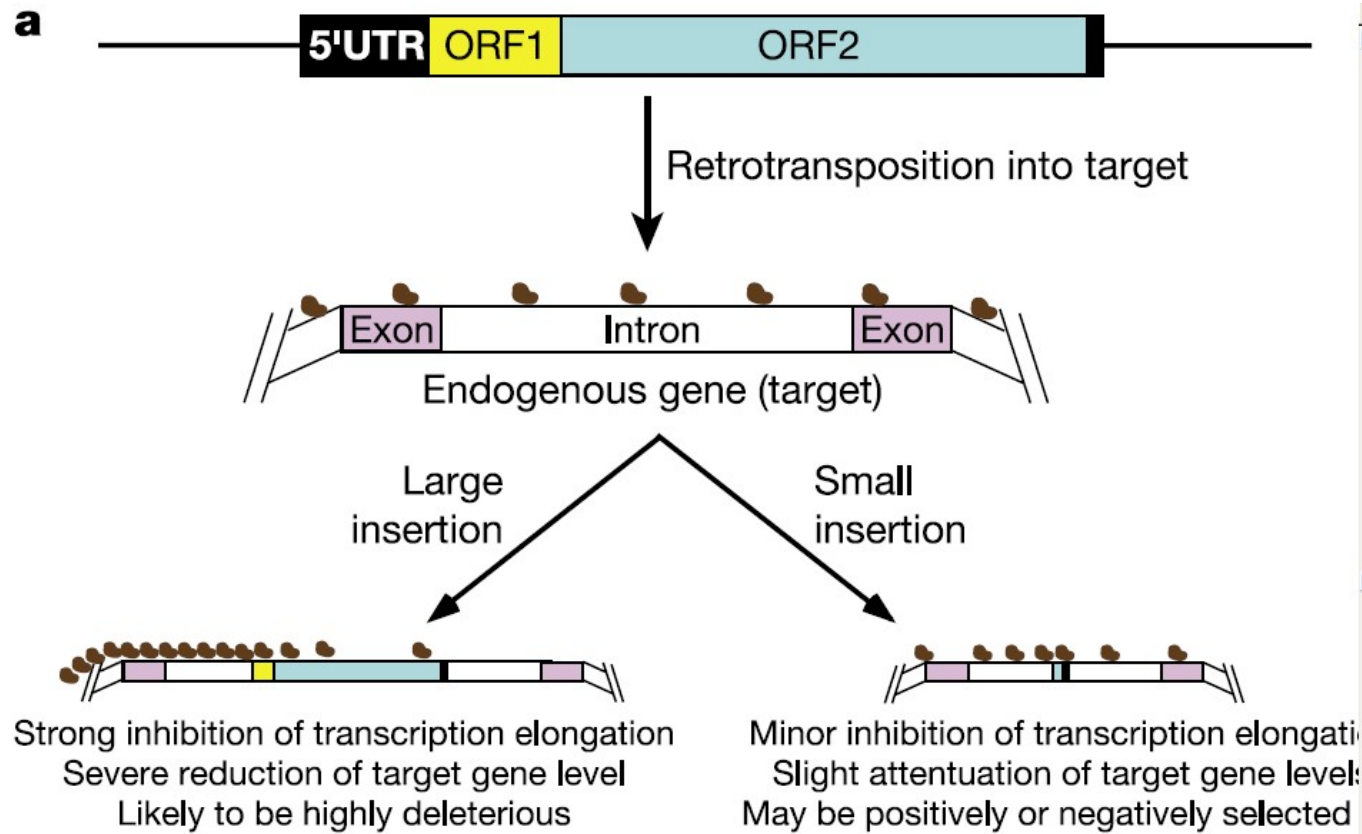 a
5'UTR ORF1 ORF2
Retrotransposition into target
Exon Intron Exon
Endogenous gene (target)
Large
insertion
Small
insertion
Strong inhibition of transcription elongation
Severe reduction of target gene level
Likely to be highly deleterious
Minor inhibition of transcription elongati
Slight attentuation of target gene levels
May be positively or negatively selected